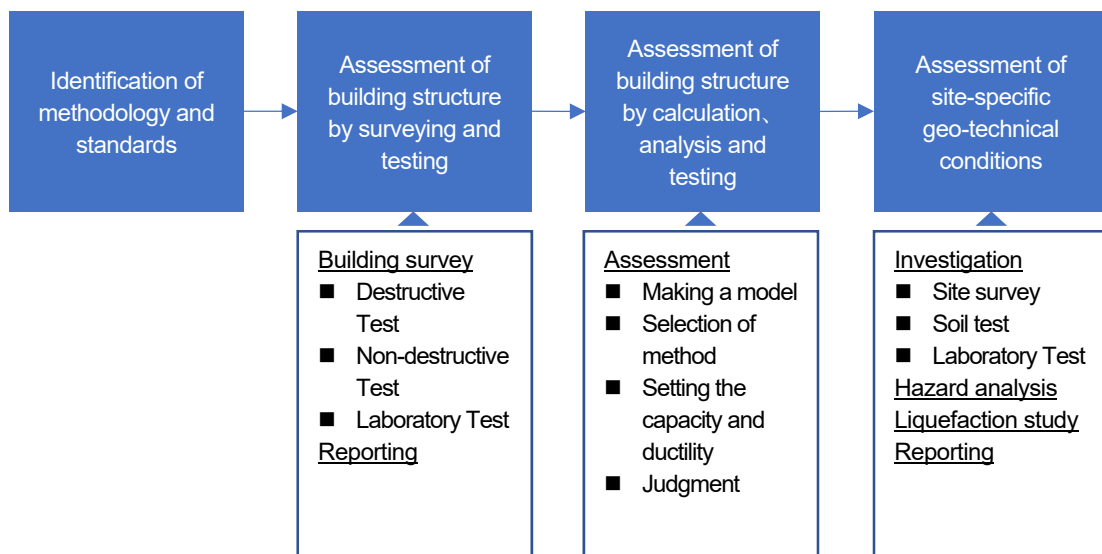 Identification of
methodology and
standards
Assessment of
building structure
by surveying and
testing
Assessment of
building structure
by calculation、
analysis and
testing
Assessment of
site-specific
geo-technical
conditions
Building survey
■ Destructive
Test
■ Non-destructive
Test
■ Laboratory Test
Reporting
Assessment
■ Making a model
■ Selection of
method
■ Setting the
capacity and
ductility
■ Judgment
Investigation
■ Site survey
■ Soil test
■ Laboratory Test
Hazard analysis
Liquefaction study
Reporting